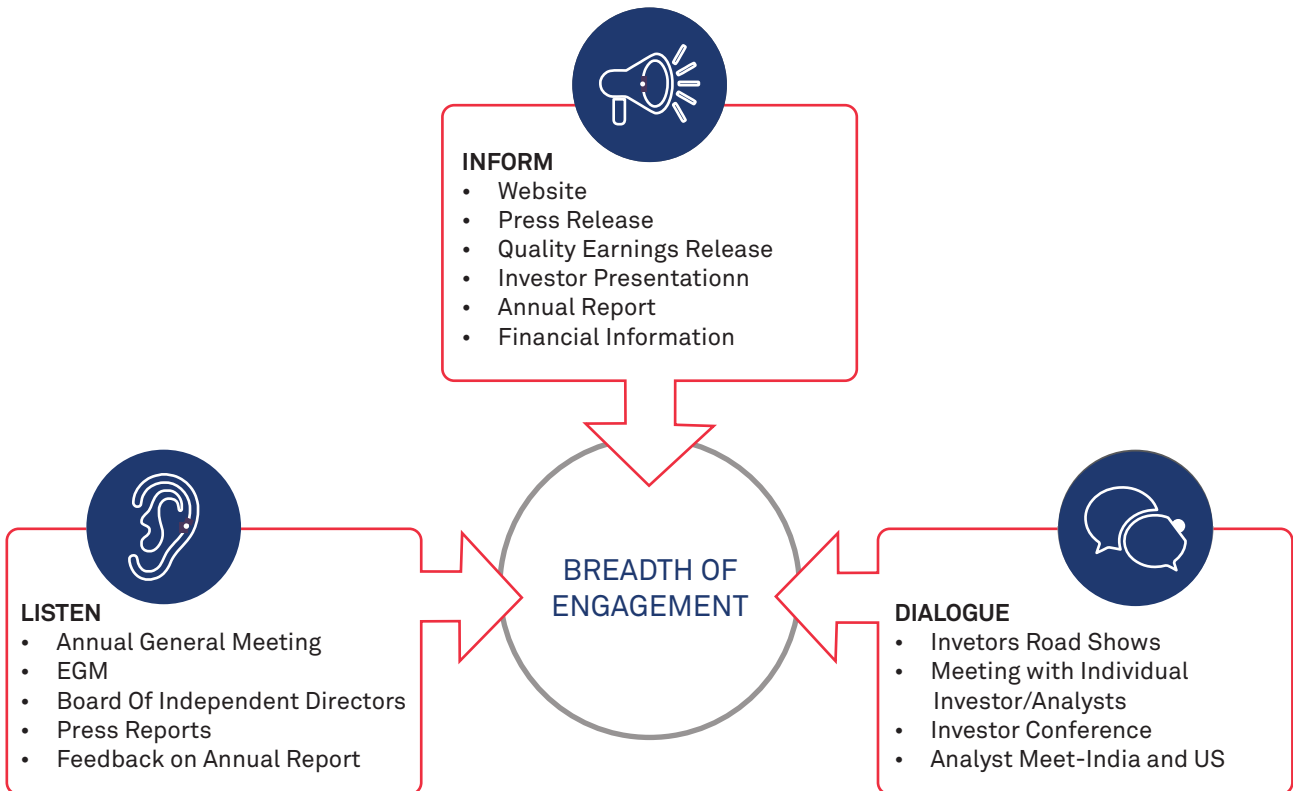 INFORM
• Website
• Press Release
• Quality Earnings Release
• Investor Presentationn
• Annual Report
• Financial Information
BREADTH OF
ENGAGEMENT
LISTEN
• Annual General Meeting
• EGM
• Board Of Independent Directors
• Press Reports
• Feedback on Annual Report
DIALOGUE
• Invetors Road Shows
• Meeting with Individual
Investor/Analysts
• Investor Conference
• Analyst Meet-India and US